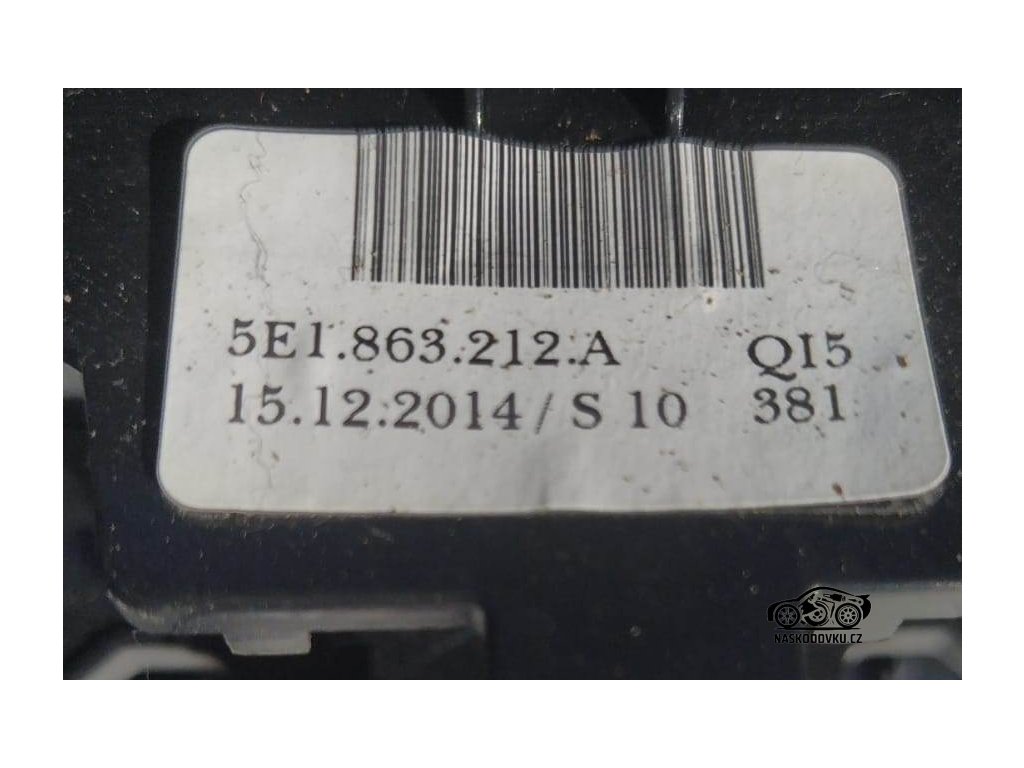 5E1.863.212.A QI5
15.12.2014 / S 10 381
NASKODOVKU.CZ